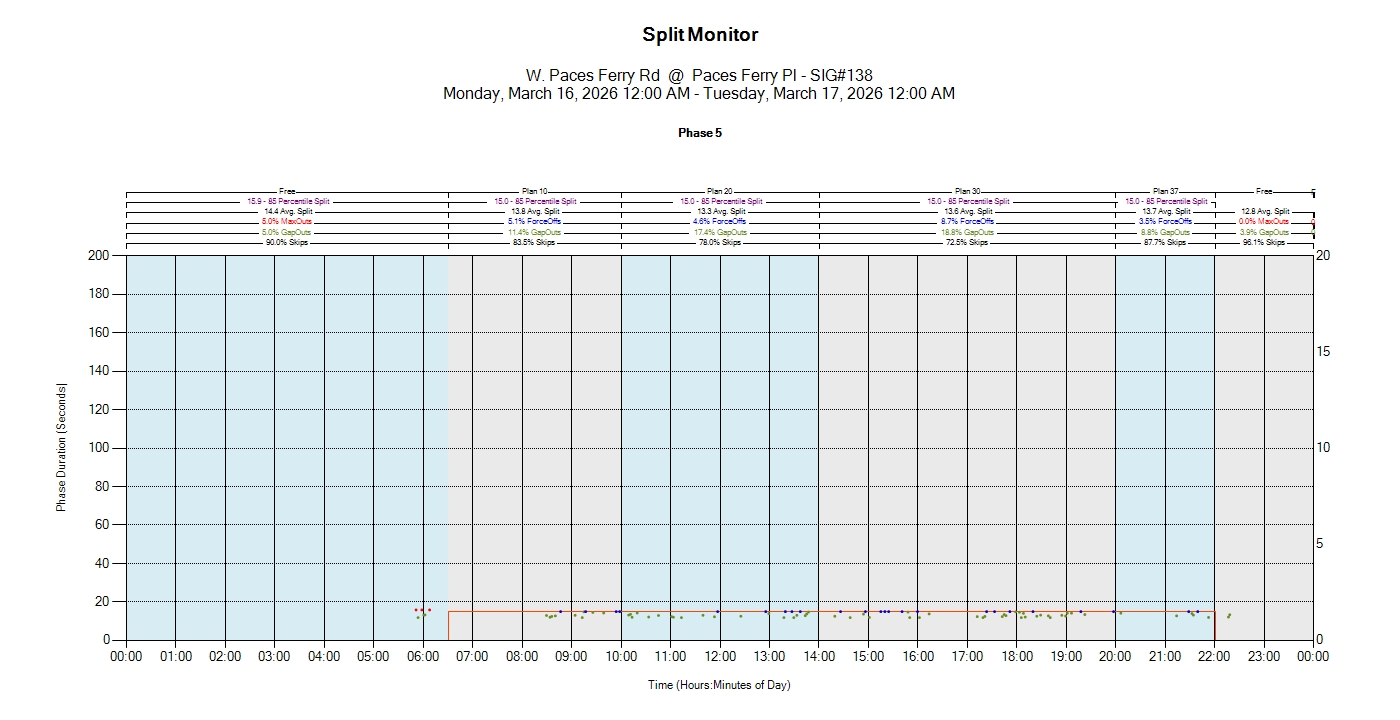 Split Monitor
W. Paces Ferry Rd @ Paces Ferry Pl - SIG#138
Monday, March 16, 2026 12:00 AM - Tuesday, March 17, 2026 12:00 AM
Phase 5
Free Plan 10 Plan 20 Plan 30 Plan 37 Free
15.9 - 85 Percentile Split 15.0 - 85 Percentile Split 15.0 - 85 Percentile Split 15.0 - 85 Percentile Split 15.0 - 85 Percentile Split
14.4 Avg. Split 13.8 Avg. Split 13.3 Avg. Split 13.6 Avg. Split 13.7 Avg. Split 12.8 Avg. Split
5.0% MaxOuts 5.1% ForceOffs 4.6% ForceOffs 8.7% ForceOffs 3.5% ForceOffs 0.0% MaxOuts
5.0% GapOuts 11.4% GapOuts 17.4% GapOuts 18.8% GapOuts 8.8% GapOuts 3.9% GapOuts
90.0% Skips 83.5% Skips 78.0% Skips 72.5% Skips 87.7% Skips 96.1% Skips
200 20
180
160
15
140
120
100 10
80
60
5
40
20
0 0
Phase Duration (Seconds)
00:00 01:00 02:00 03:00 04:00 05:00 06:00 07:00 08:00 09:00 10:00 11:00 12:00 13:00 14:00 15:00 16:00 17:00 18:00 19:00 20:00 21:00 22:00 23:00 00:00
Time (Hours:Minutes of Day)